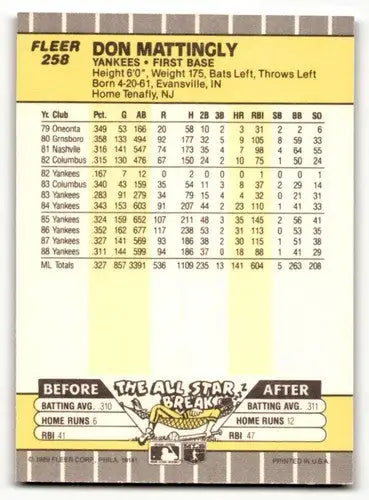 FLEER
258
DON MATTINGLY
YANKEES • FIRST BASE
Height 6'0", Weight 175, Bats Left, Throws Left
Born 4-20-61, Evansville, IN
Home Tenafly, NJ
Yr. Club Pct. G AB R H 2B 3B HR RBI SB BB SO
79 Oneonta .349 53 166 20 58 10 2 3 31 2 2 6
80 Grnsboro .358 133 494 92 177 32 5 9 105 8 59 33
81 Nashvlle .316 141 547 74 173 35 4 7 98 4 64 55
82 Columbus .315 130 476 67 150 24 2 10 75 1 50 24
82 Yankees .167 7 12 0 2 0 0 0 1 0 0 1
83 Columbus .340 43 159 35 54 11 3 8 37 2 29 14
83 Yankees .283 91 279 34 79 15 4 4 32 0 21 31
84 Yankees .343 153 603 91 207 44 2 23 110 1 41 33
85 Yankees .324 159 652 107 211 48 3 35 145 2 56 41
86 Yankees .352 162 677 117 238 53 2 31 113 0 53 35
87 Yankees .327 141 569 93 186 38 2 30 115 1 51 38
88 Yankees .311 144 599 94 186 37 0 18 88 1 41 29
ML Totals .327 857 3391 536 1109 235 13 141 604 5 263 208
BEFORE THE ALL STAR BREAK AFTER
BATTING AVG. .310 BATTING AVG. .311
HOME RUNS 6 HOME RUNS 12
RBI 41 RBI 47
© 1989 FLEER CORP., PHILA. 19141 PRINTED IN U.S.A.